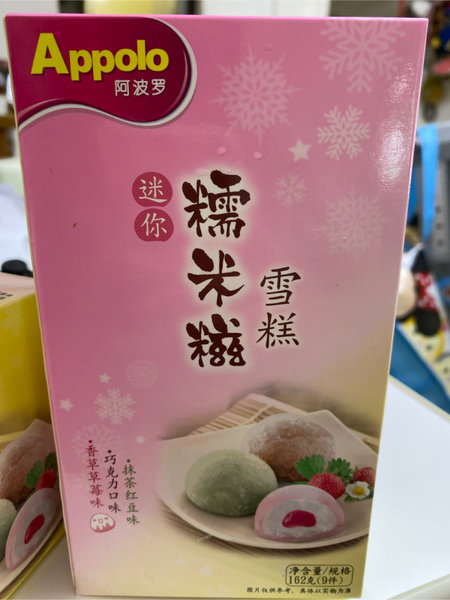 Appolo
阿波罗
迷你
糯米糍
雪糕
·香草草莓味
·巧克力口味
·抹茶红豆味
净含量/规格
162克(9件)
图片仅供参考，具体以实物为准